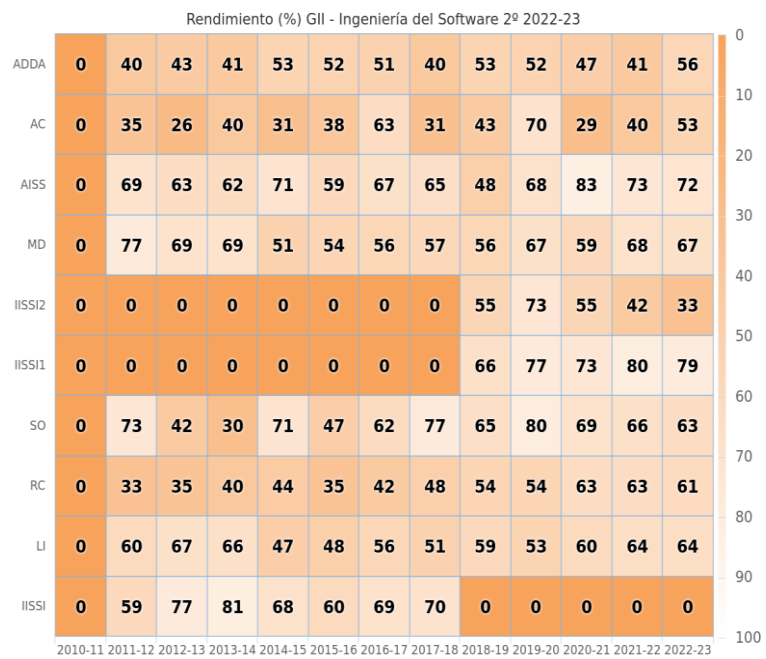 Rendimiento (%) GII - Ingeniería del Software 2º 2022-23
ADDA 0 40 43 41 53 52 51 40 53 52 47 41 56
AC 0 35 26 40 31 38 63 31 43 70 29 40 53
AISS 0 69 63 62 71 59 67 65 48 68 83 73 72
MD 0 77 69 69 51 54 56 57 56 67 59 68 67
IISSI2 0 0 0 0 0 0 0 0 55 73 55 42 33
IISSI1 0 0 0 0 0 0 0 0 66 77 73 80 79
SO 0 73 42 30 71 47 62 77 65 80 69 66 63
RC 0 33 35 40 44 35 42 48 54 54 63 63 61
LI 0 60 67 66 47 48 56 51 59 53 60 64 64
IISSI 0 59 77 81 68 60 69 70 0 0 0 0 0
2010-11 2011-12 2012-13 2013-14 2014-15 2015-16 2016-17 2017-18 2018-19 2019-20 2020-21 2021-22 2022-23
0
10
20
30
40
50
60
70
80
90
100